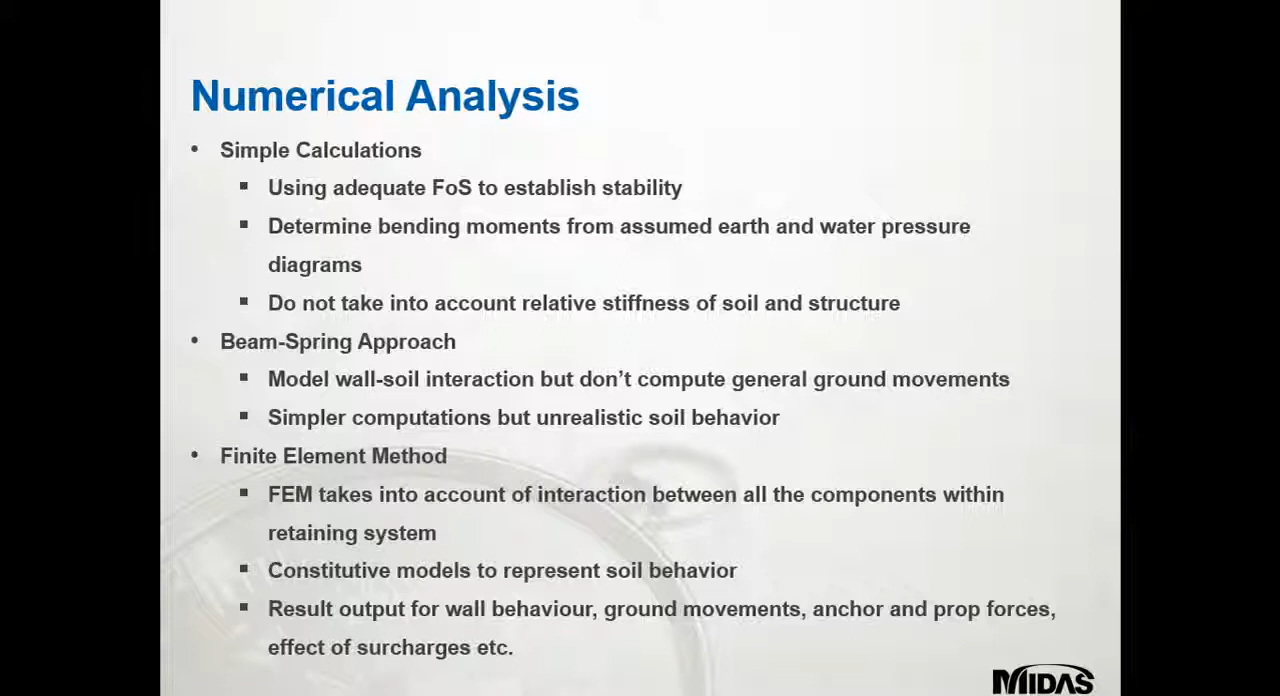 Numerical Analysis
• Simple Calculations
▪ Using adequate FoS to establish stability
▪ Determine bending moments from assumed earth and water pressure
diagrams
▪ Do not take into account relative stiffness of soil and structure
• Beam-Spring Approach
▪ Model wall-soil interaction but don’t compute general ground movements
▪ Simpler computations but unrealistic soil behavior
• Finite Element Method
▪ FEM takes into account of interaction between all the components within
retaining system
▪ Constitutive models to represent soil behavior
▪ Result output for wall behaviour, ground movements, anchor and prop forces,
effect of surcharges etc.
MIDAS